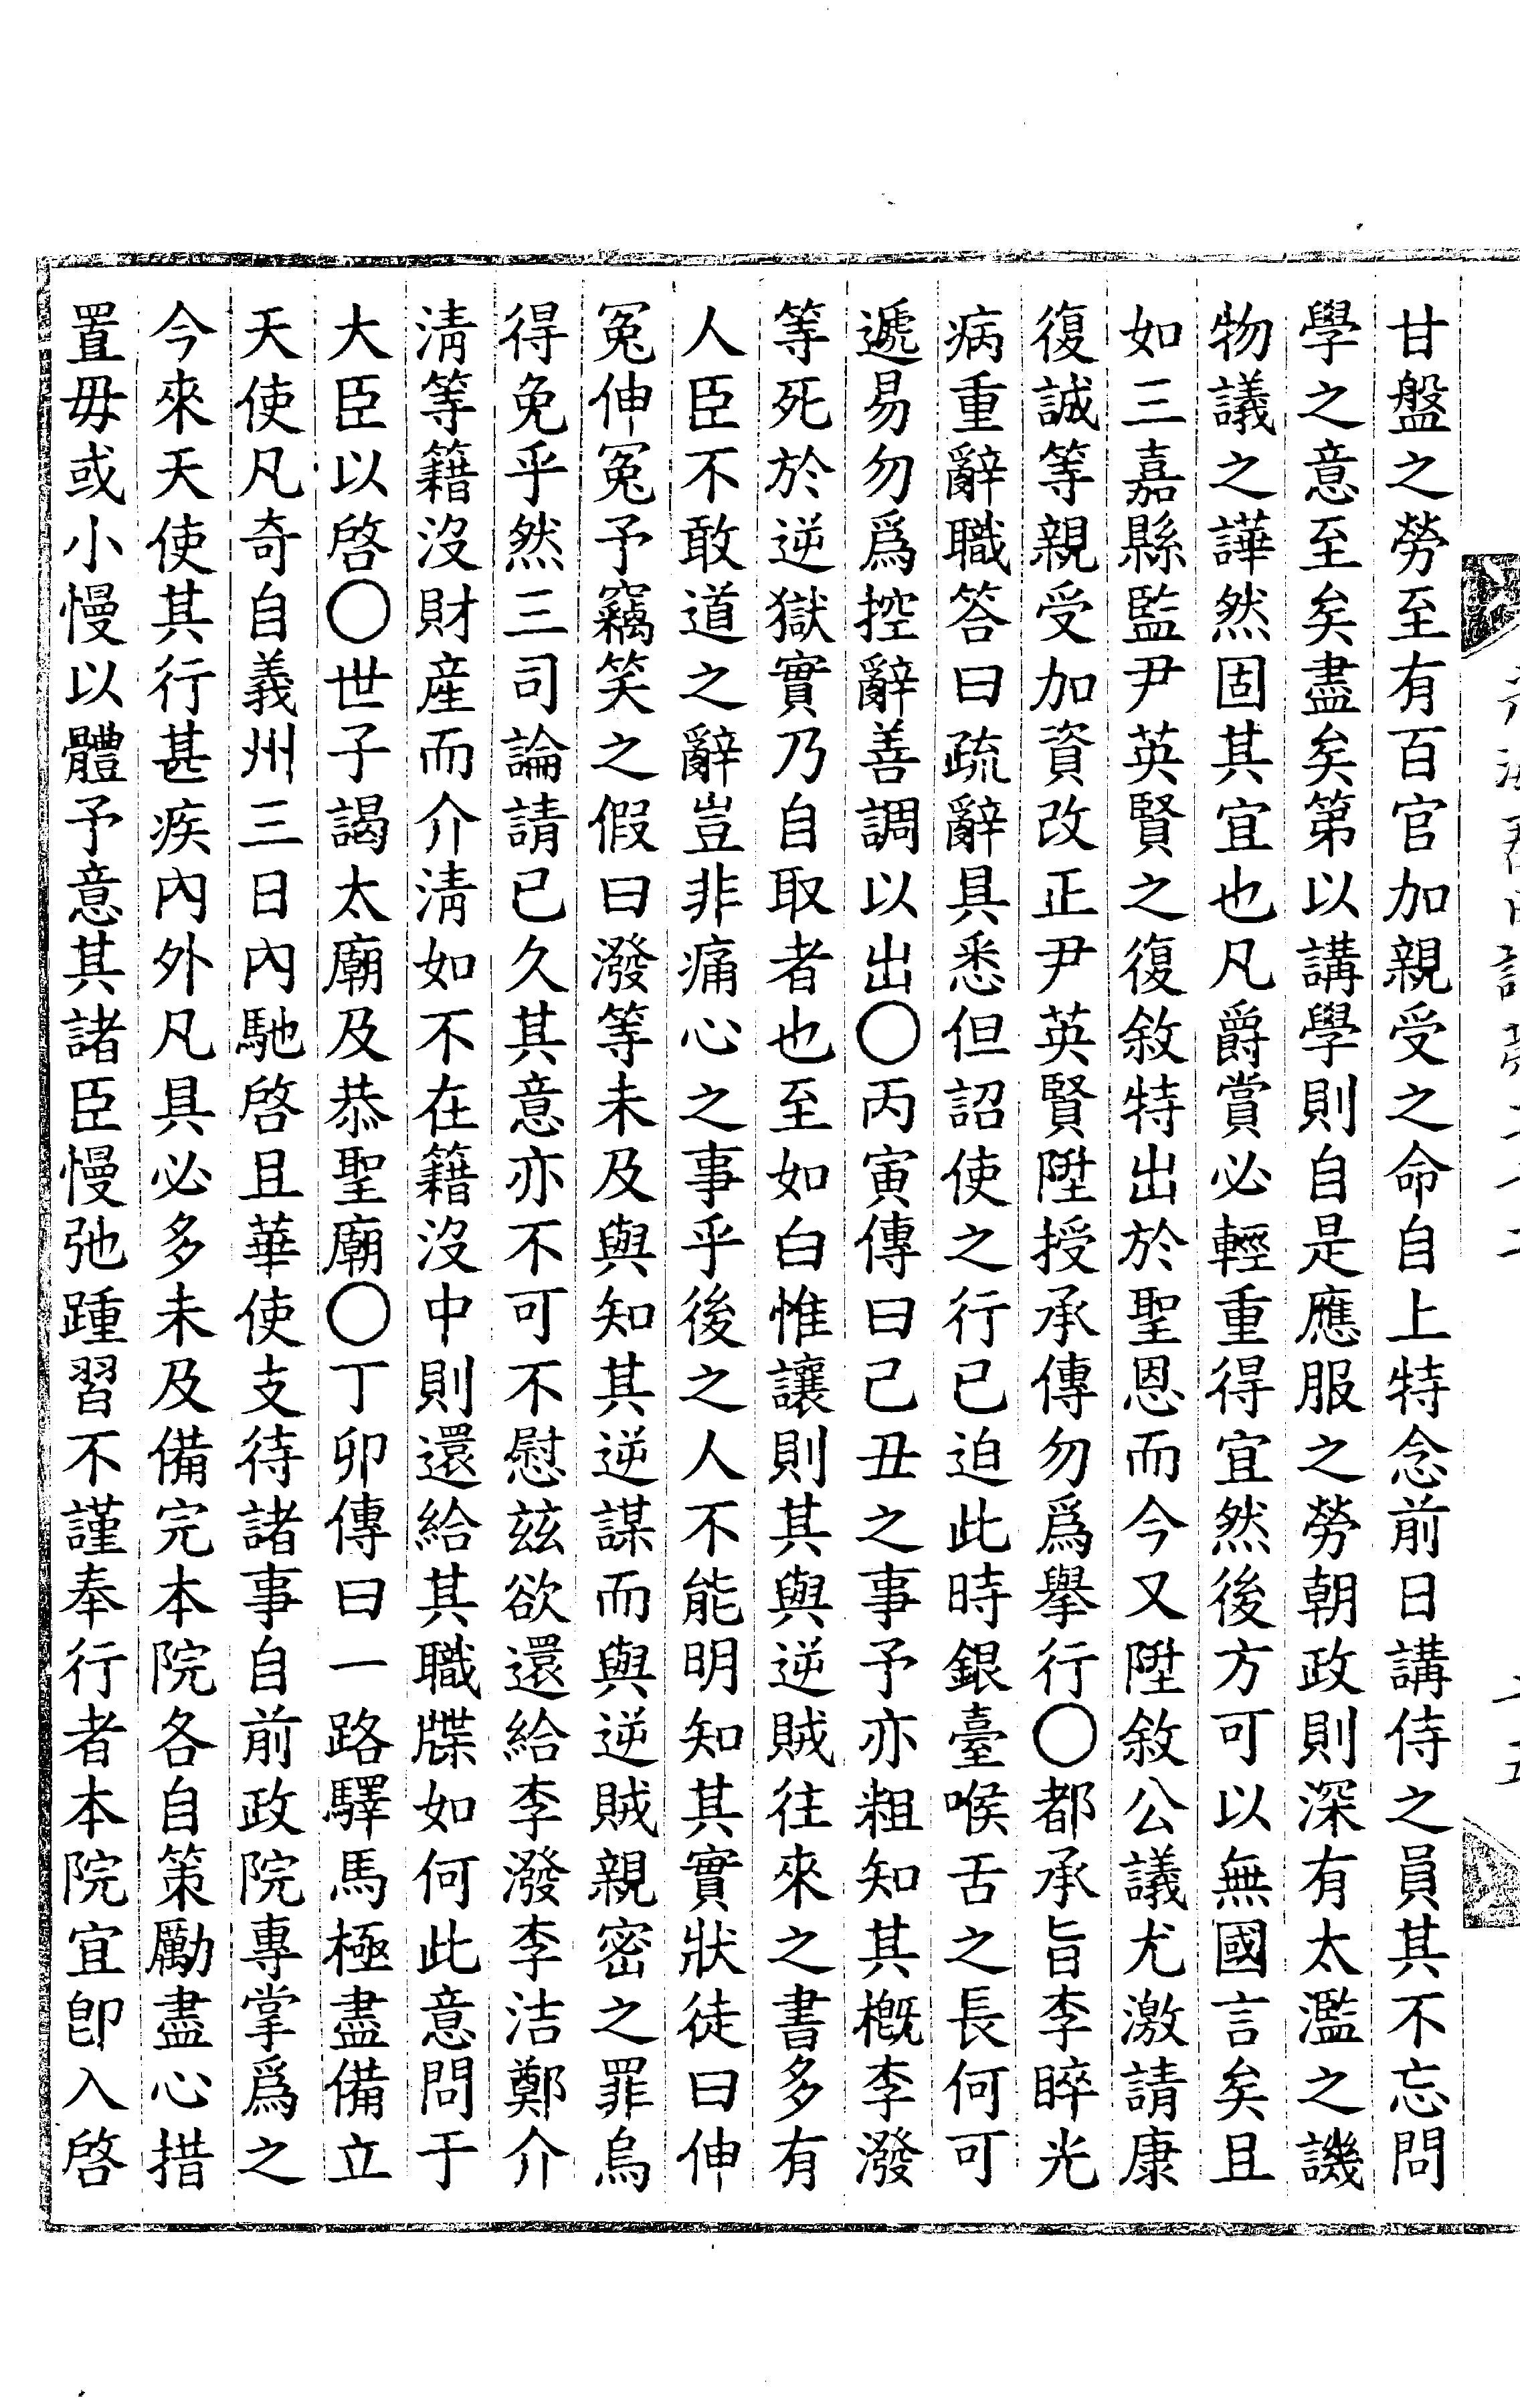 甘盤之勞至有百官加親受之命自上特念前日講侍之員其不忘問
學之意至矣盡矣第以講學則自是應服之勞朝政則深有太濫之譏
物議之譁然固其宜也凡爵賞必輕重得宜然後方可以無國言矣且
如三嘉縣監尹英賢之復敘特出於聖恩而今又陞敘公議尤激請康
復誠等親受加資改正尹英賢陞授承傳勿爲擧行〇都承旨李睟光
病重辭職答曰疏辭具悉但詔使之行已迫此時銀臺喉舌之長何可
遞易勿爲控辭善調以出〇丙寅傳曰己丑之事予亦粗知其槪李潑
等死於逆獄實乃自取者也至如白惟讓則其與逆賊往來之書多有
人臣不敢道之辭豈非痛心之事乎後之人不能明知其實狀徒曰伸
冤伸冤予竊笑之假曰潑等未及與知其逆謀而與逆賊親密之罪烏
得免乎然三司論請已久其意亦不可不慰玆欲還給李潑李洁鄭介
淸等籍沒財産而介淸如不在籍沒中則還給其職牒如何此意問于
大臣以啓〇世子謁太廟及恭聖廟〇丁卯傳曰一路驛馬極盡備立
天使凡奇自義州三日內馳啓且華使支待諸事自前政院專掌爲之
今來天使其行甚疾內外凡具必多未及備完本院各自策勵盡心措
置毋或小慢以體予意其諸臣慢弛踵習不謹奉行者本院宜卽入啓